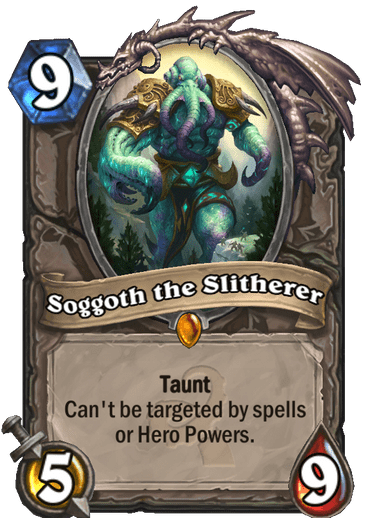 9
Soggoth the Slitherer
Taunt
Can't be targeted by spells
or Hero Powers.
5
9